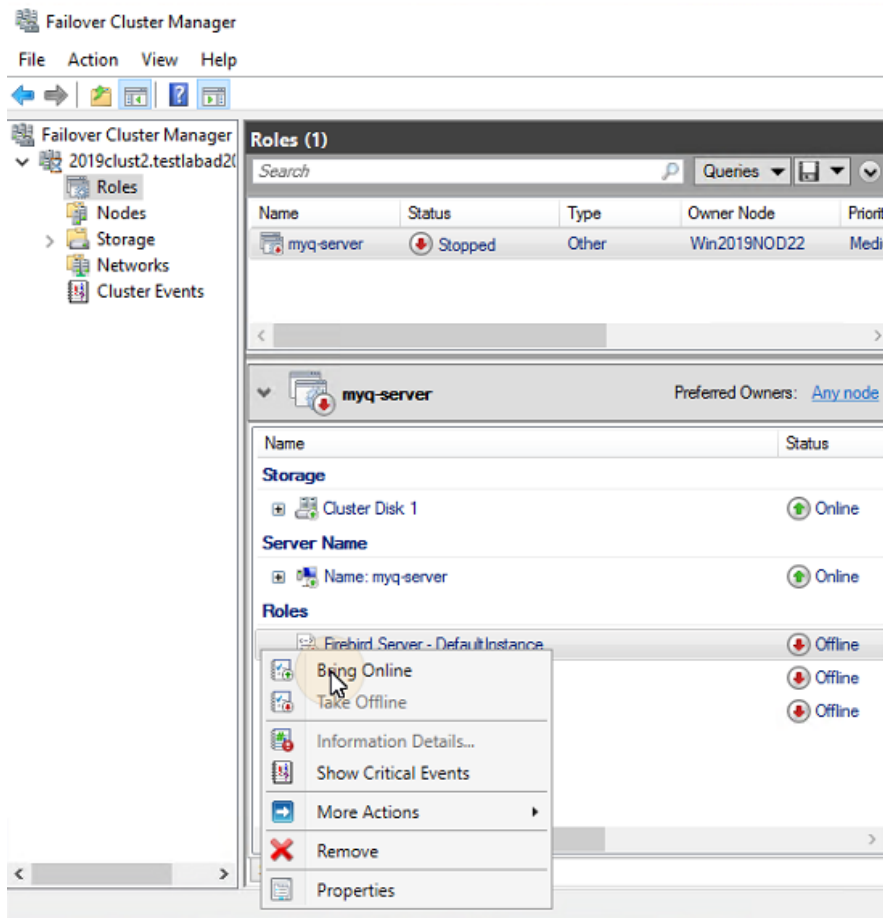 Failover Cluster Manager
File Action View Help
Failover Cluster Manager
2019clust2.testlabad20
Roles
Nodes
Storage
Networks
Cluster Events
Roles (1)
Search
Queries
Name Status Type Owner Node Priorit
myq-server Stopped Other Win2019NOD22 Medi
myq-server Preferred Owners: Any node
Name Status
Storage
Cluster Disk 1 Online
Server Name
Name: myq-server Online
Roles
Firebird Server - DefaultInstance Offline
Offline
Offline
Bring Online
Take Offline
Information Details...
Show Critical Events
More Actions
Remove
Properties